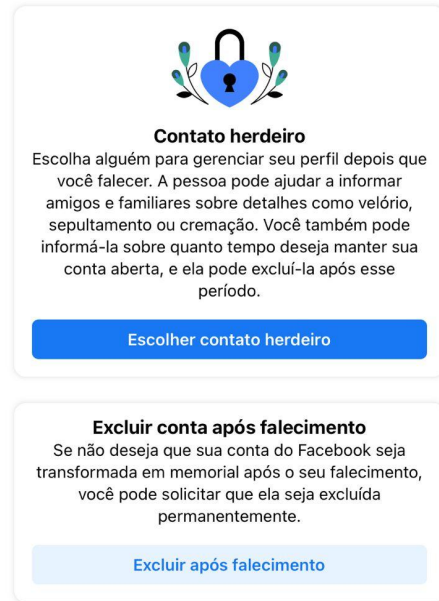 Contato herdeiro
Escolha alguém para gerenciar seu perfil depois que
você falecer. A pessoa pode ajudar a informar
amigos e familiares sobre detalhes como velório,
sepultamento ou cremação. Você também pode
informá-la sobre quanto tempo deseja manter sua
conta aberta, e ela pode excluí-la após esse
período.
Escolher contato herdeiro
Excluir conta após falecimento
Se não deseja que sua conta do Facebook seja
transformada em memorial após o seu falecimento,
você pode solicitar que ela seja excluída
permanentemente.
Excluir após falecimento